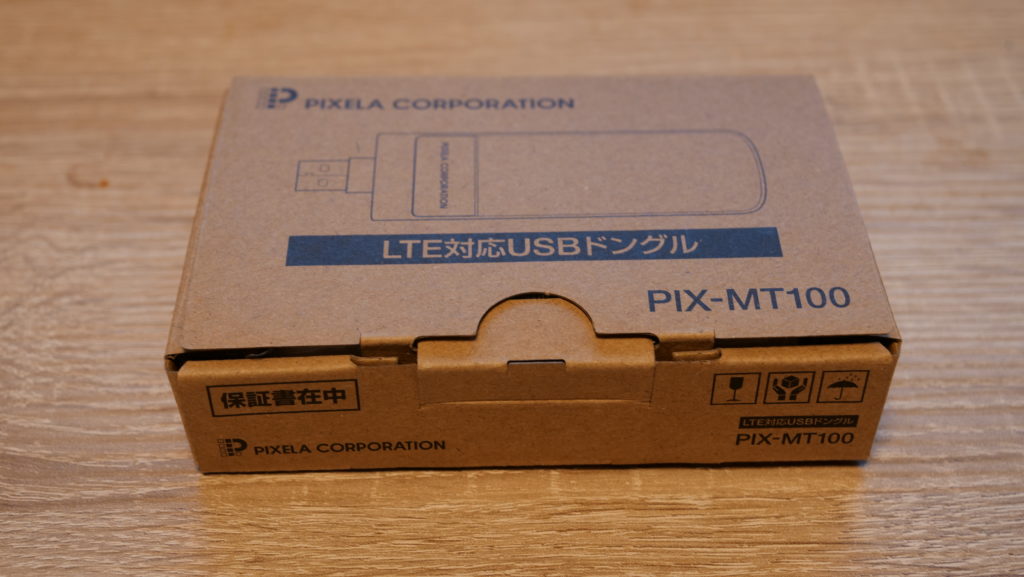 PIXELA CORPORATION
PIXELA CORPORATION
LTE対応USBドングル
PIX-MT100
保証書在中
PIXELA CORPORATION
LTE対応USBドングル
PIX-MT100